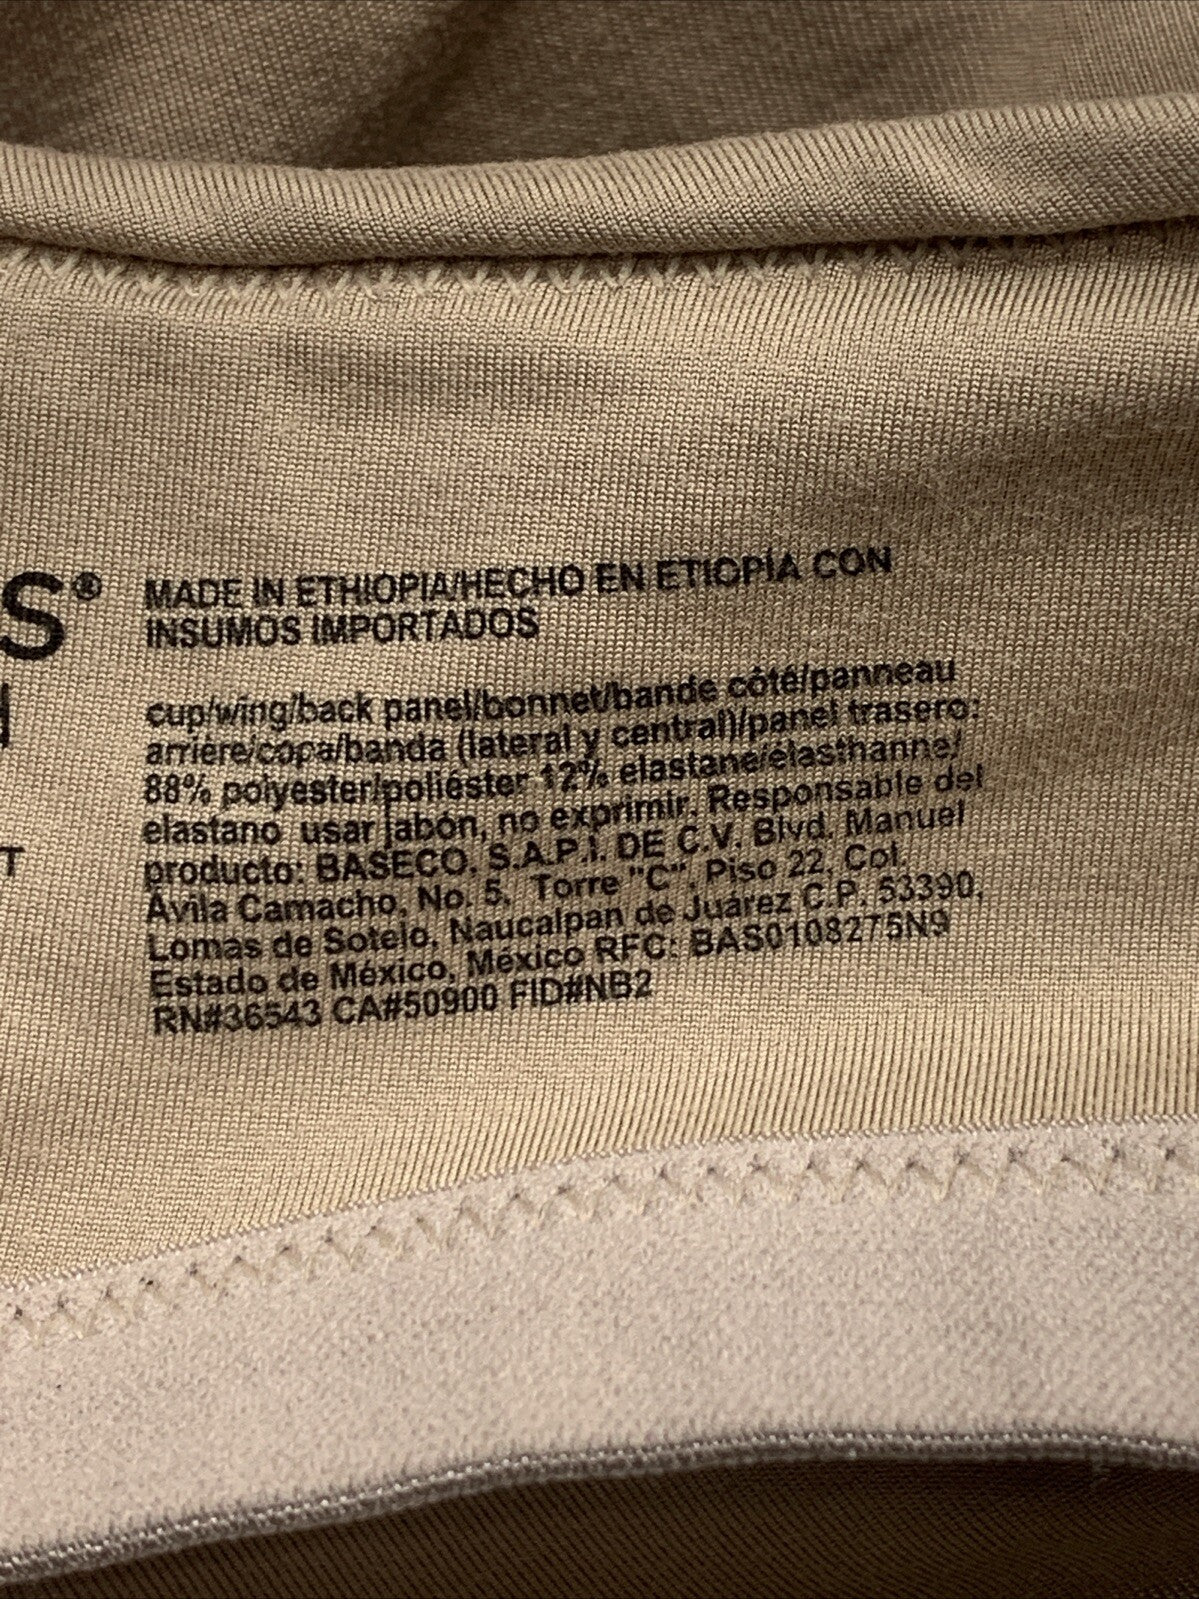 S®
MADE IN ETHIOPIA/HECHO EN ETIOPÍA CON
INSUMOS IMPORTADOS
cup/wing/back panel/bonnet/bande côté/panneau
arrière/copa/banda (lateral y central)/panel trasero:
88% polyester/poliéster 12% elastane/élasthanne/
elastano usar jabón, no exprimir. Responsable del
producto: BASECO, S.A.P.I. DE C.V. Blvd. Manuel
Ávila Camacho, No. 5, Torre "C", Piso 22, Col.
Lomas de Sotelo, Naucalpan de Juárez C.P. 53390,
Estado de México, México RFC: BAS0108275N9
RN#36543 CA#50900 FID#NB2
T